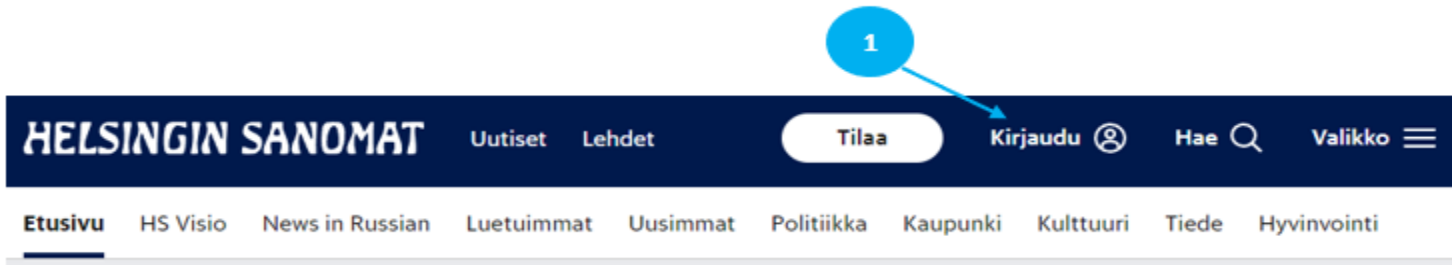 1
HELSINGIN SANOMAT Uutiset Lehdet Tilaa Kirjaudu Hae Valikko
Etusivu HS Visio News in Russian Luetuimmat Uusimmat Politiikka Kaupunki Kulttuuri Tiede Hyvinvointi